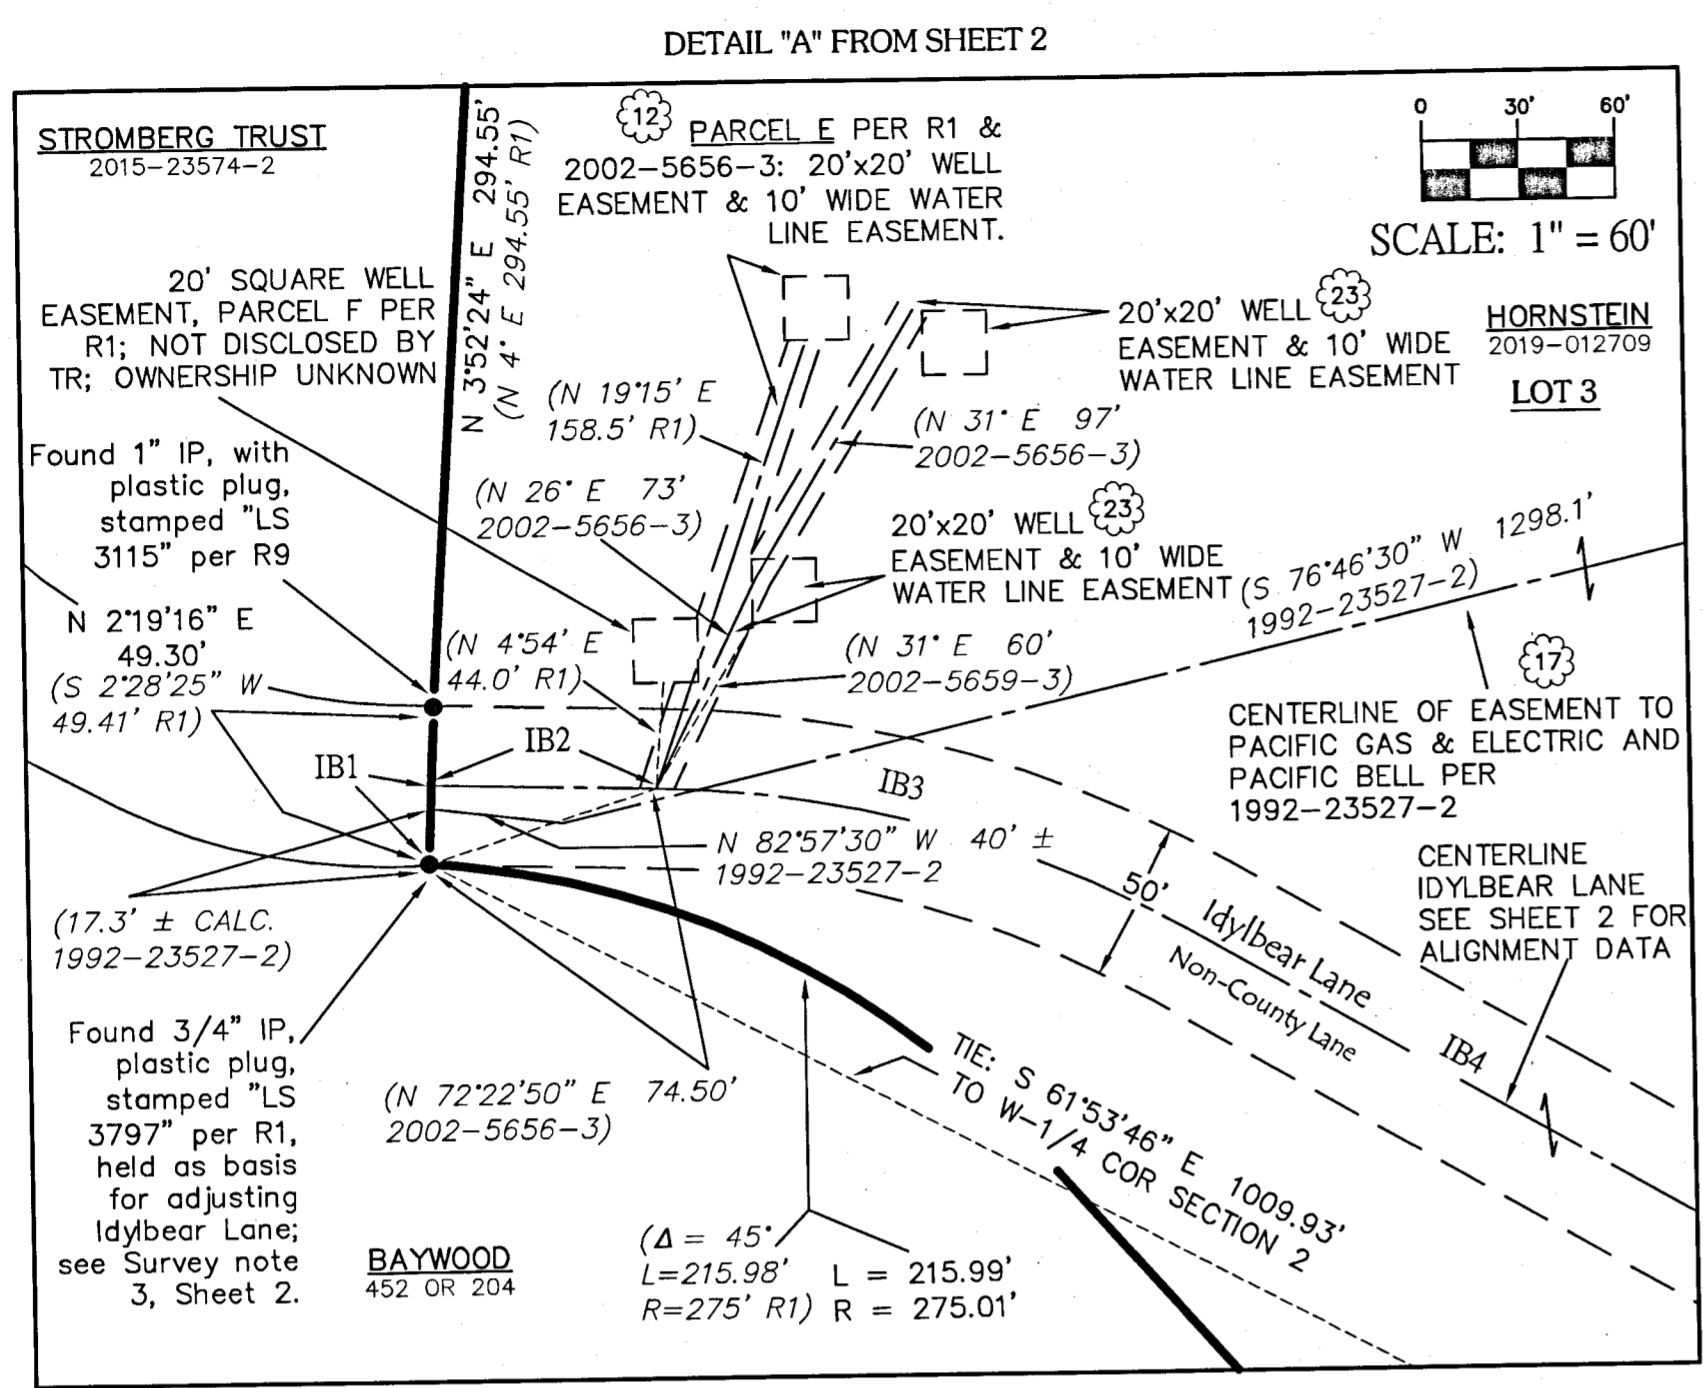 DETAIL "A" FROM SHEET 2
STROMBERG TRUST
2015-23574-2
N 3°52'24" E 294.55'
(N 4° E 294.55' R1)
12
PARCEL E PER R1 &
2002-5656-3: 20'x20' WELL
EASEMENT & 10' WIDE WATER
LINE EASEMENT.
0 30' 60'
SCALE: 1" = 60'
20' SQUARE WELL
EASEMENT, PARCEL F PER
R1; NOT DISCLOSED BY
TR; OWNERSHIP UNKNOWN
20'x20' WELL 23
EASEMENT & 10' WIDE
WATER LINE EASEMENT
HORNSTEIN
2019-012709
LOT 3
(N 19°15' E
158.5' R1)
(N 31° E 97'
2002-5656-3)
Found 1" IP, with
plastic plug,
stamped "LS
3115" per R9
(N 26° E 73'
2002-5656-3)
20'x20' WELL 23
EASEMENT & 10' WIDE
WATER LINE EASEMENT
(S 76°46'30" W 1298.1'
1992-23527-2)
N 2°19'16" E
49.30'
(S 2°28'25" W
49.41' R1)
(N 4°54' E
44.0' R1)
(N 31° E 60'
2002-5659-3)
17
CENTERLINE OF EASEMENT TO
PACIFIC GAS & ELECTRIC AND
PACIFIC BELL PER
1992-23527-2
IB1
IB2
IB3
N 82°57'30" W 40' ±
1992-23527-2
50'
Idylbear Lane
Non-County Lane
CENTERLINE
IDYLBEAR LANE
SEE SHEET 2 FOR
ALIGNMENT DATA
(17.3' ± CALC.
1992-23527-2)
IB4
Found 3/4" IP,
plastic plug,
stamped "LS
3797" per R1,
held as basis
for adjusting
Idylbear Lane;
see Survey note
3, Sheet 2.
(N 72°22'50" E 74.50'
2002-5656-3)
TIE: S 61°53'46" E 1009.93'
TO W-1/4 COR SECTION 2
BAYWOOD
452 OR 204
(Δ = 45°
L=215.98' L = 215.99'
R=275' R1) R = 275.01'